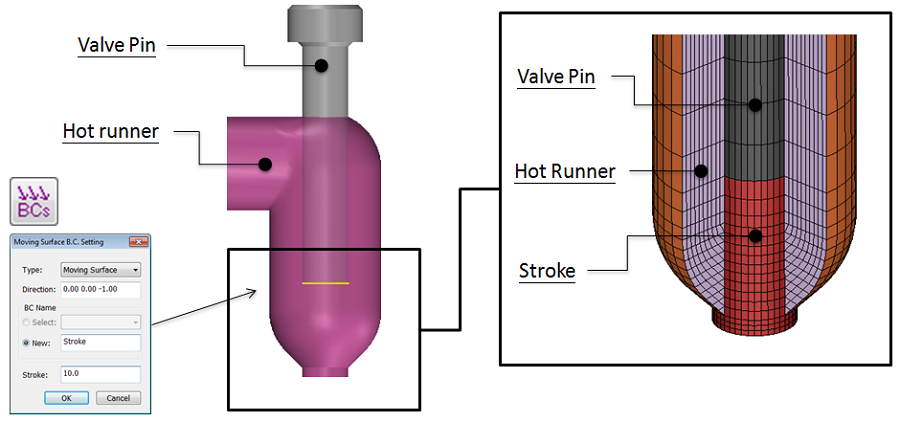 Valve Pin
Hot runner
BCs
Moving Surface B.C. Setting
Type: Moving Surface
Direction: 0.00 0.00 -1.00
BC Name
Select:
New: Stroke
Stroke: 10.0
OK Cancel
Valve Pin
Hot Runner
Stroke